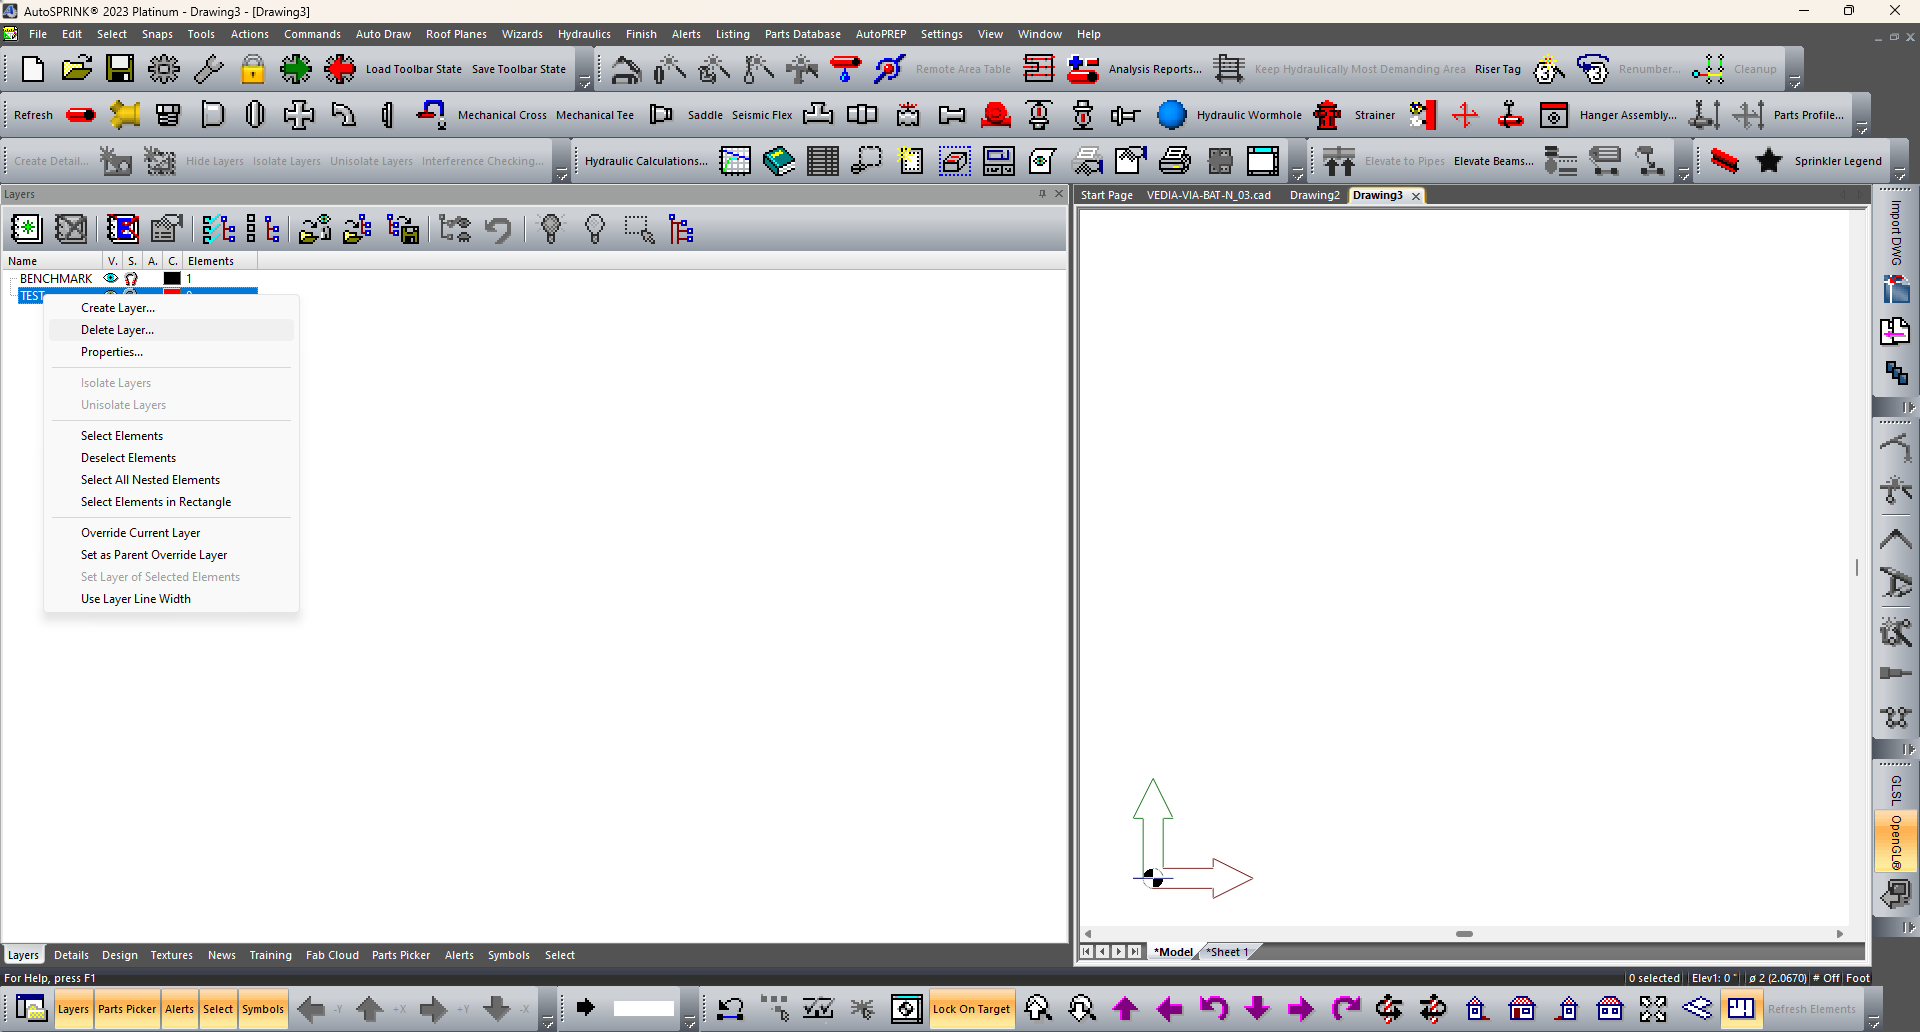 AutoSPRINK® 2023 Platinum - Drawing3 - [Drawing3]
File Edit Select Snaps Tools Actions Commands Auto Draw Roof Planes Wizards Hydraulics Finish Alerts Listing Parts Database AutoPREP Settings View Window Help
Load Toolbar State Save Toolbar State Remote Area Table Analysis Reports... Keep Hydraulically Most Demanding Area Riser Tag Renumber... Cleanup
Refresh Mechanical Cross Mechanical Tee Saddle Seismic Flex Hydraulic Wormhole Strainer Hanger Assembly... Parts Profile...
Create Detail... Hide Layers Isolate Layers Unisolate Layers Interference Checking... Hydraulic Calculations... Elevate to Pipes Elevate Beams... Sprinkler Legend
Layers
Start Page VEDIA-VIA-BAT-N_03.cad Drawing2 Drawing3
Import DWG
Name V. S. A. C. Elements
BENCHMARK 1
TEST
Create Layer...
Delete Layer...
Properties...
Isolate Layers
Unisolate Layers
Select Elements
Deselect Elements
Select All Nested Elements
Select Elements in Rectangle
Override Current Layer
Set as Parent Override Layer
Set Layer of Selected Elements
Use Layer Line Width
GLSL
OpenGL®
*Model *Sheet 1
Layers Details Design Textures News Training Fab Cloud Parts Picker Alerts Symbols Select
For Help, press F1
0 selected Elev1: 0 " ø 2 (2.0670) # Off Foot
Layers Parts Picker Alerts Select Symbols -Y +X +Y -X Lock On Target Refresh Elements